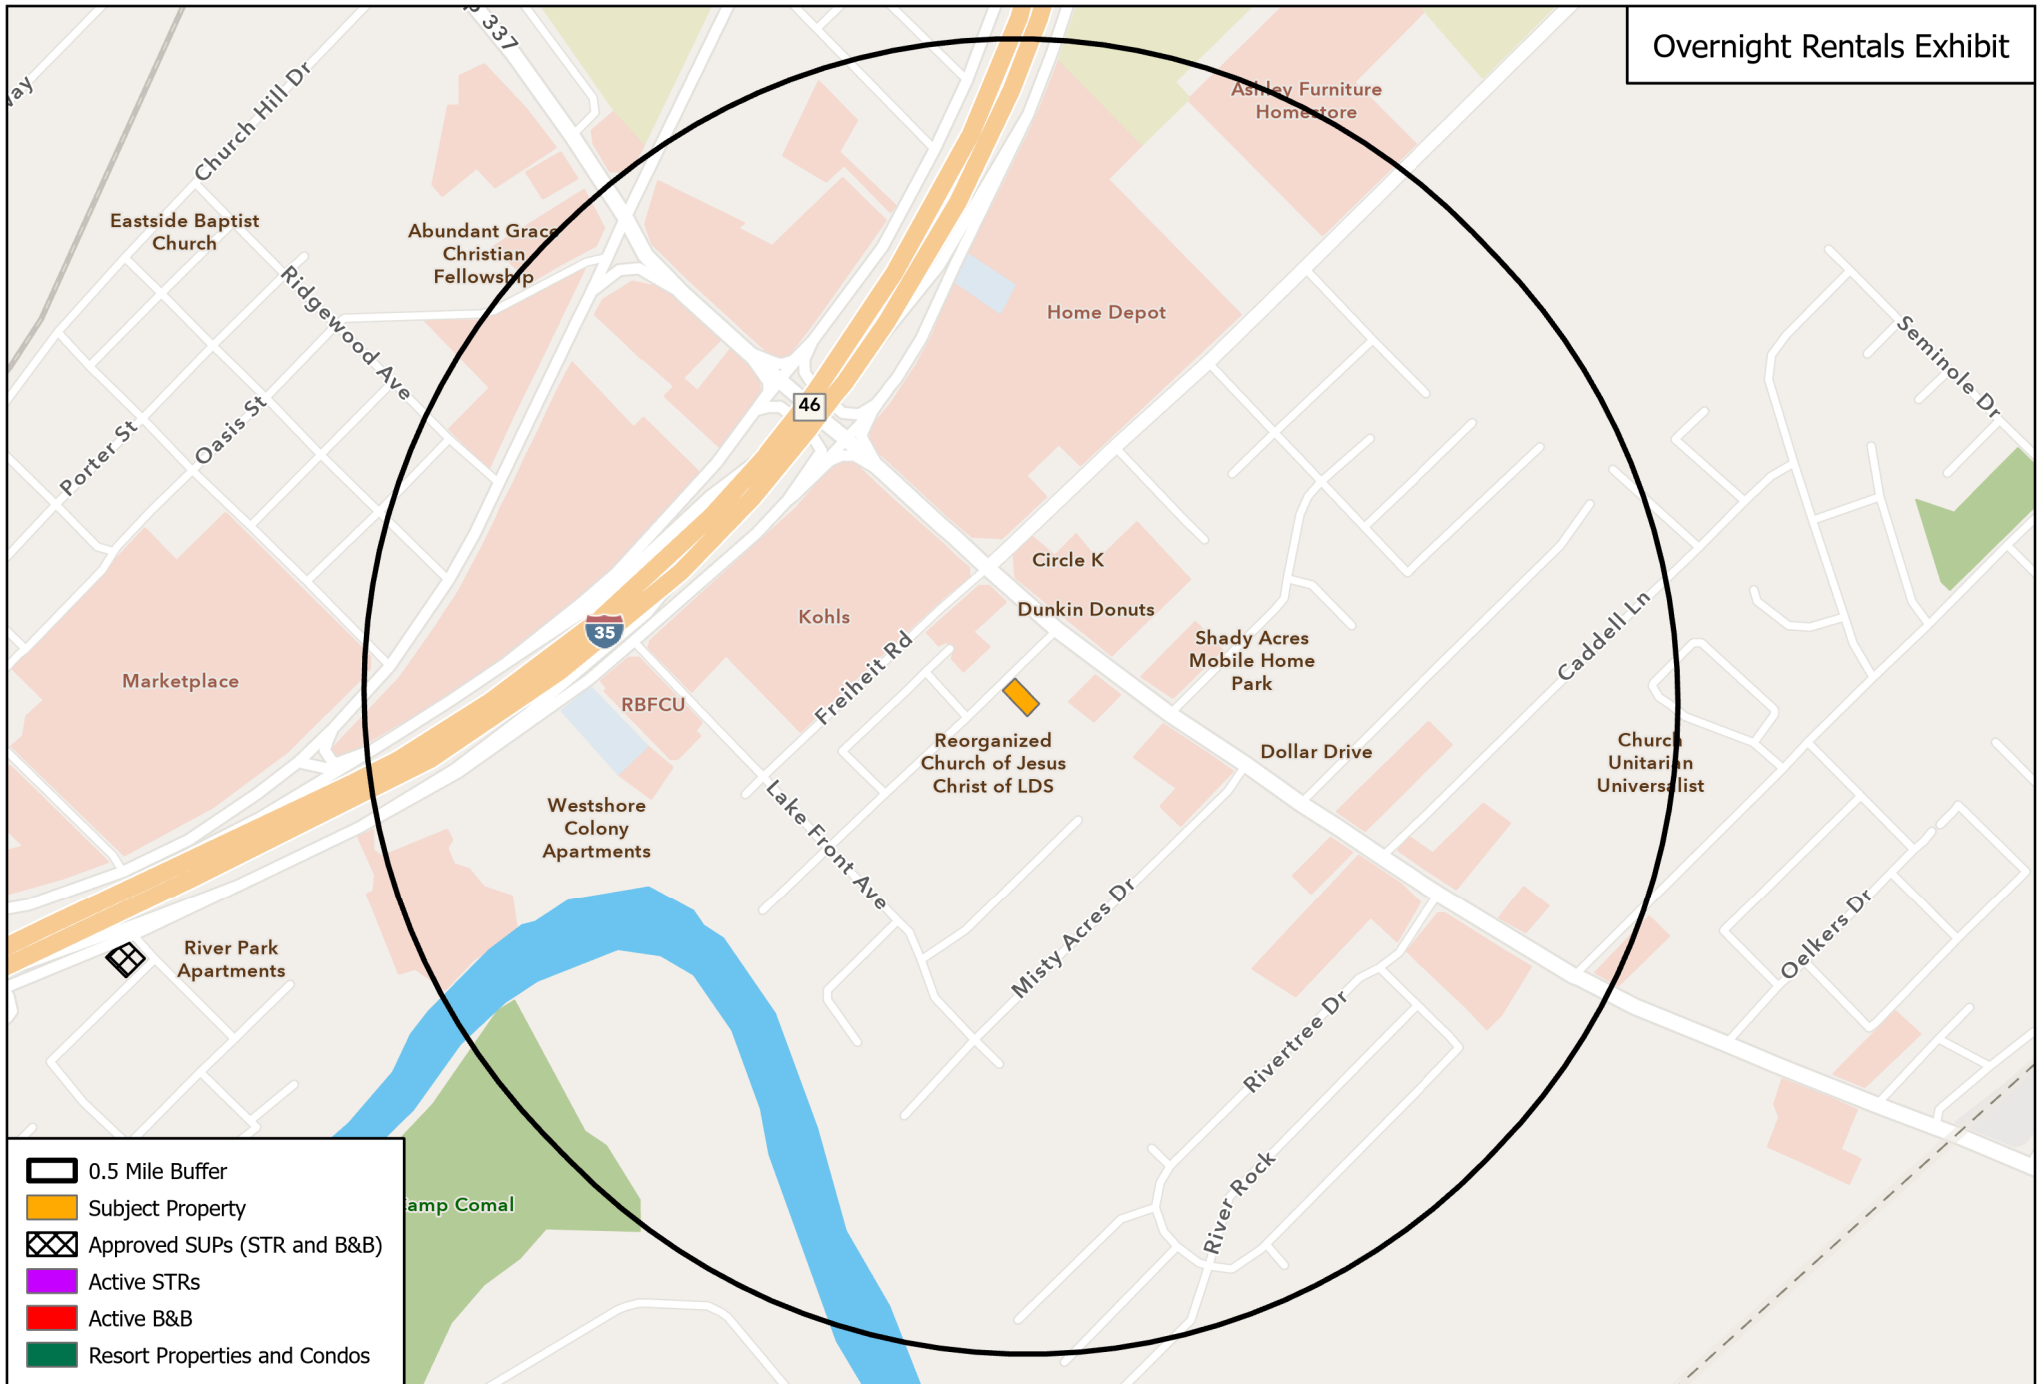 Overnight Rentals Exhibit
337
Church Hill Dr
Ashley Furniture
Homestore
Eastside Baptist
Church
Abundant Grace
Christian
Fellowship
Ridgewood Ave
Home Depot
Seminole Dr
46
Porter St
Oasis St
Circle K
Dunkin Donuts
35
Kohls
Freiheit Rd
Shady Acres
Mobile Home
Park
Caddell Ln
Marketplace
RBFCU
Reorganized
Church of Jesus
Christ of LDS
Dollar Drive
Church
Unitarian
Universalist
Westshore
Colony
Apartments
Lake Front Ave
Misty Acres Dr
River Park
Apartments
Oelkers Dr
Rivertree Dr
River Rock
amp Comal
0.5 Mile Buffer
Subject Property
Approved SUPs (STR and B&B)
Active STRs
Active B&B
Resort Properties and Condos